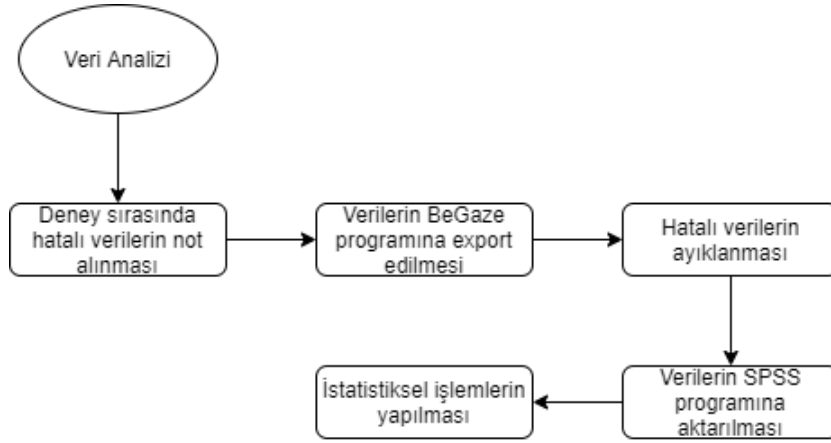 Veri Analizi
Deney sırasında
hatalı verilerin not
alınması
Verilerin BeGaze
programına export
edilmesi
Hatalı verilerin
ayıklanması
Verilerin SPSS
programına
aktarılması
İstatistiksel işlemlerin
yapılması